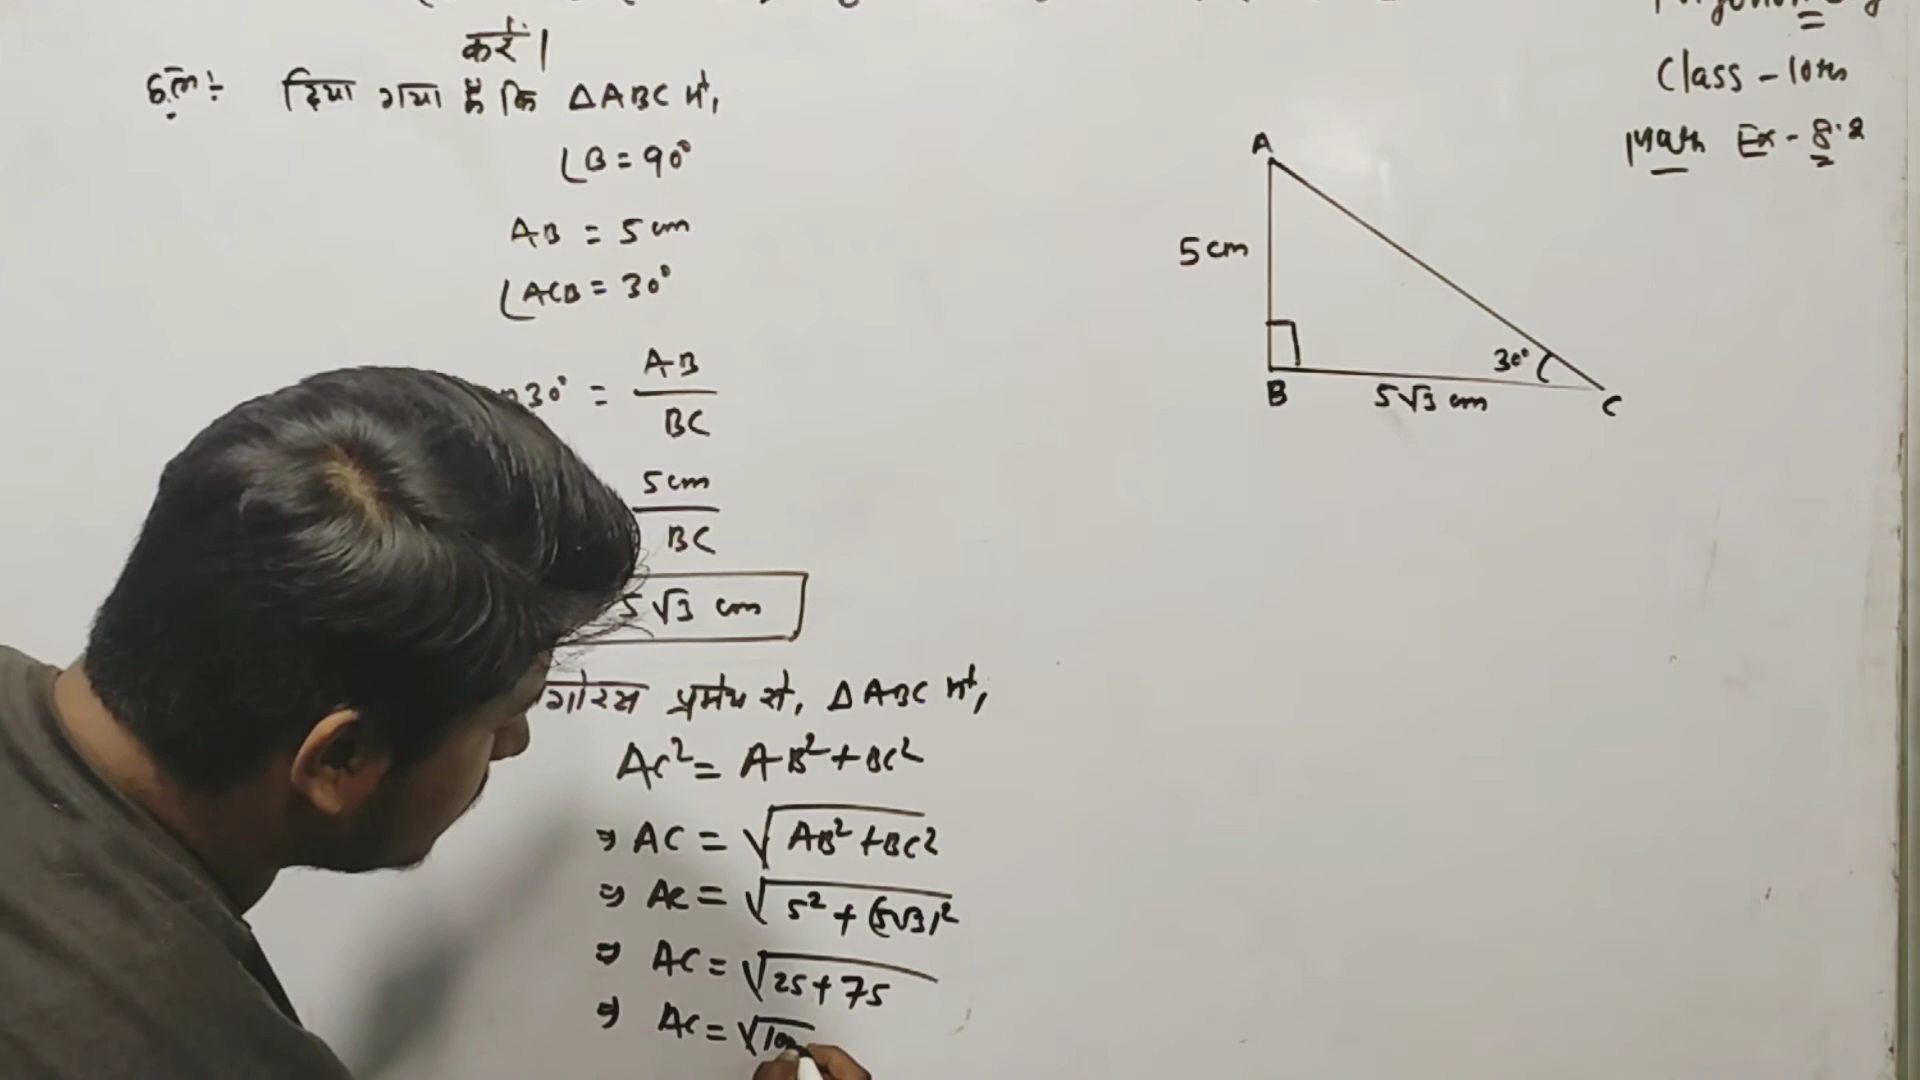 करें।
हल:- दिया गया है कि ΔABC में,
∠B = 90°
AB = 5 cm
∠ACB = 30°
30° = AB/BC
5cm/BC
5√3 cm
प्रमेय से, ΔABC में,
AC² = AB² + BC²
⇒ AC = √(AB² + BC²)
⇒ AC = √(5² + (5√3)²)
⇒ AC = √(25 + 75)
⇒ AC = √100
Class - 10th
Math Ex - 8.2
A
5 cm
30°
B
5√3 cm
C